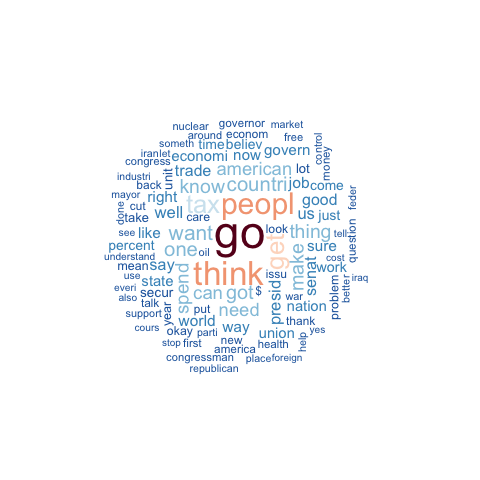 nuclear
governor
market
around
econom
free
someth
time
believ
control
iran
let
economi
now
govern
congress
trade
american
lot
money
industri
unit
know
countri
job
come
back
right
tax
peopl
good
feder
mayor
cut
care
us
just
done
take
well
go
look
thing
tell
question
see
like
want
get
sure
percent
one
oil
make
cost
understand
mean
say
think
issu
senat
work
use
state
spend
presid
problem
better
iraq
everi
secur
can
got
$
war
nation
also
talk
year
put
need
support
world
way
union
thank
cours
okay
parti
new
help
yes
stop
first
america
health
congressman
place
foreign
republican